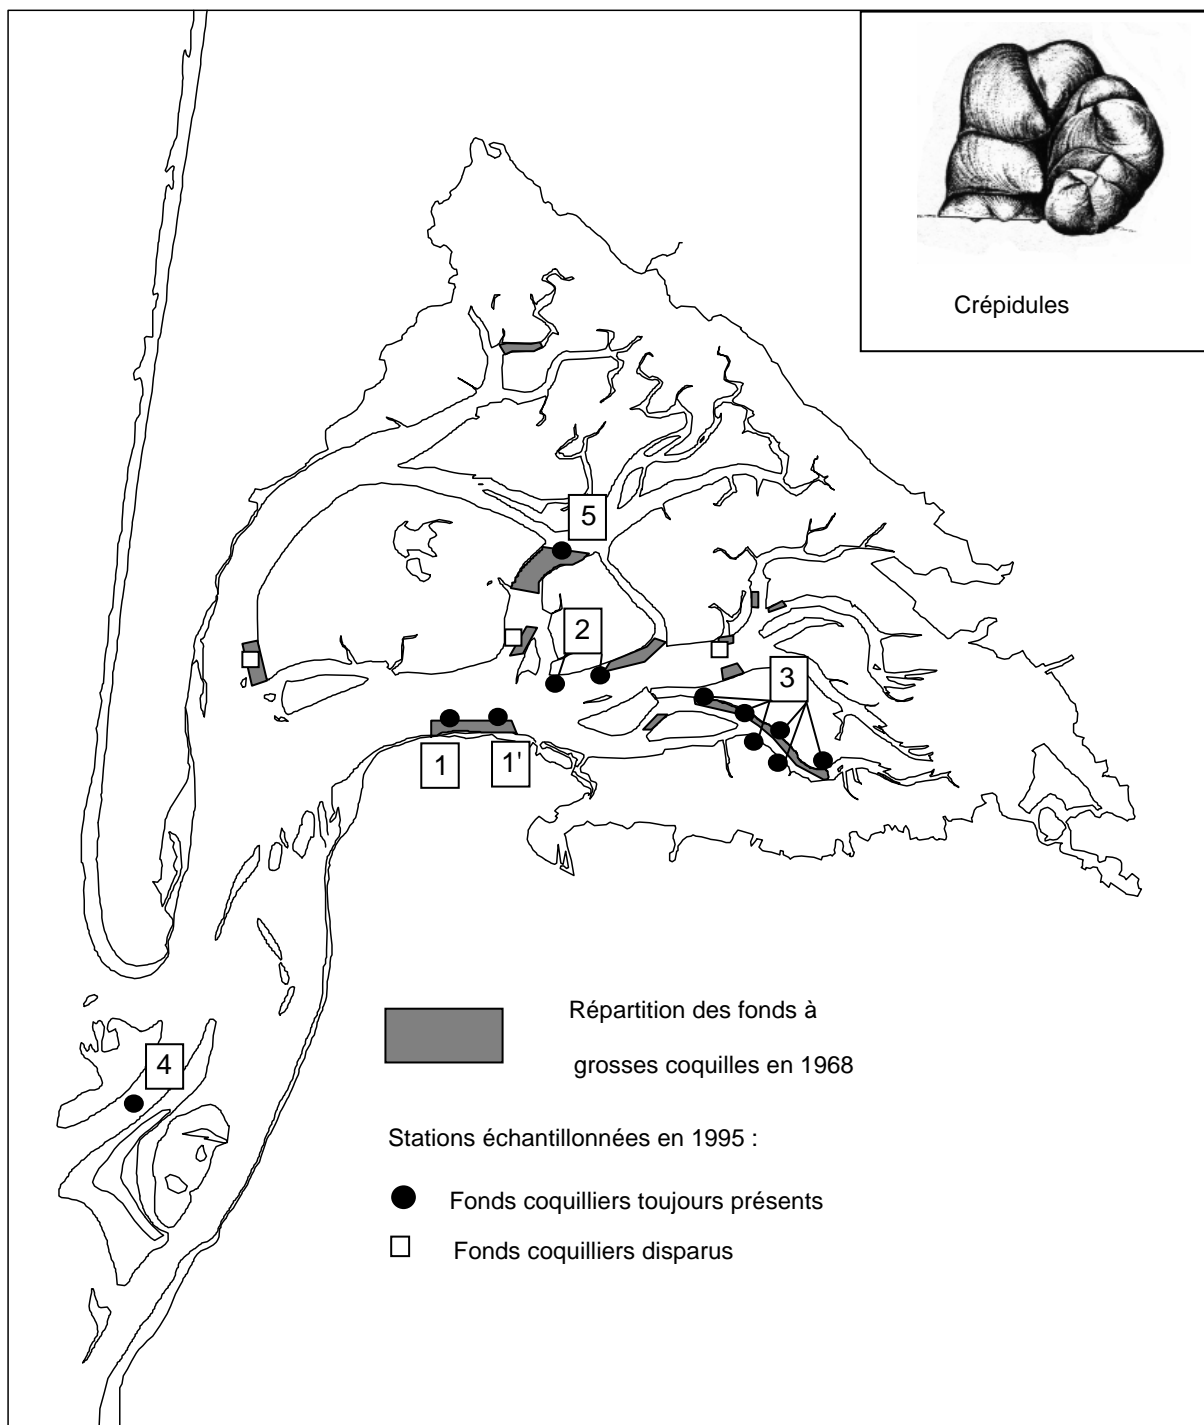 Crépidules
5
2
3
1
1'
4
Répartition des fonds à
grosses coquilles en 1968
Stations échantillonnées en 1995 :
Fonds coquilliers toujours présents
Fonds coquilliers disparus